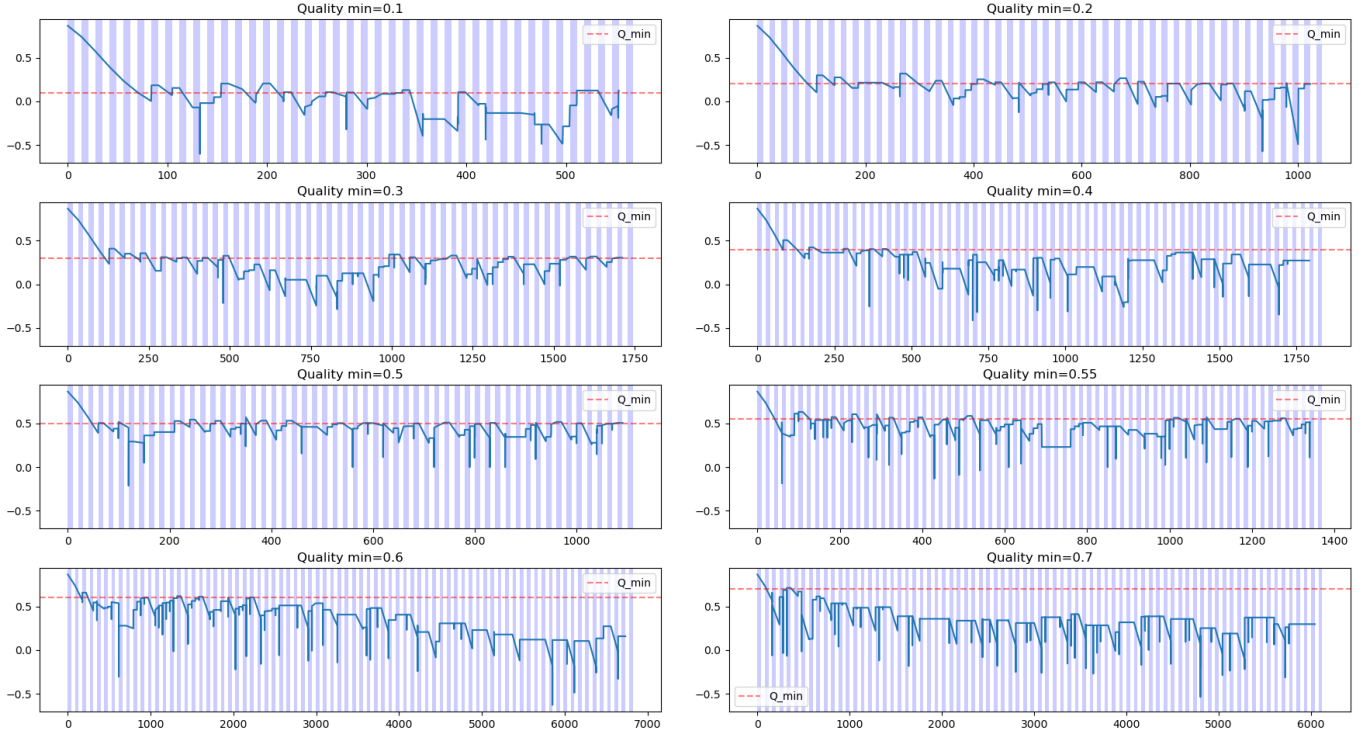 Quality min=0.1
0.5
0.0
−0.5
0 100 200 300 400 500
Q_min
Quality min=0.2
0.5
0.0
−0.5
0 200 400 600 800 1000
Q_min
Quality min=0.3
0.5
0.0
−0.5
0 250 500 750 1000 1250 1500 1750
Q_min
Quality min=0.4
0.5
0.0
−0.5
0 250 500 750 1000 1250 1500 1750
Q_min
Quality min=0.5
0.5
0.0
−0.5
0 200 400 600 800 1000
Q_min
Quality min=0.55
0.5
0.0
−0.5
0 200 400 600 800 1000 1200 1400
Q_min
Quality min=0.6
0.5
0.0
−0.5
0 1000 2000 3000 4000 5000 6000 7000
Q_min
Quality min=0.7
0.5
0.0
−0.5
0 1000 2000 3000 4000 5000 6000
Q_min